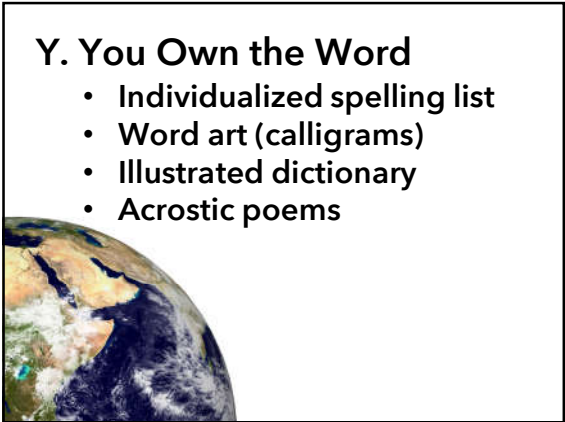 Y. You Own the Word
• Individualized spelling list
• Word art (calligrams)
• Illustrated dictionary
• Acrostic poems